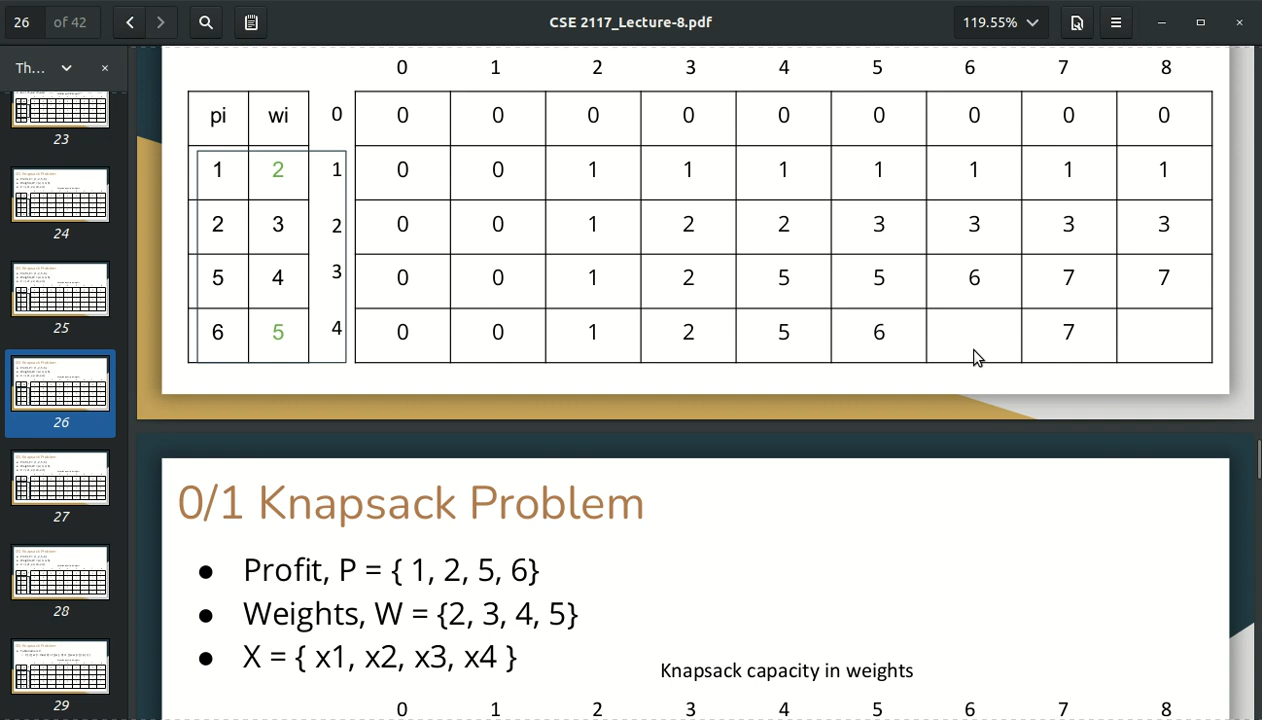 26 of 42 CSE 2117_Lecture-8.pdf 119.55%
Th...
23
24
25
26
27
28
29
0 1 2 3 4 5 6 7 8
pi wi 0 0 0 0 0 0 0 0 0 0
1 2 1 0 0 1 1 1 1 1 1 1
2 3 2 0 0 1 2 2 3 3 3 3
5 4 3 0 0 1 2 5 5 6 7 7
6 5 4 0 0 1 2 5 6 7
0/1 Knapsack Problem
● Profit, P = { 1, 2, 5, 6}
● Weights, W = {2, 3, 4, 5}
● X = { x1, x2, x3, x4 }
Knapsack capacity in weights
0 1 2 3 4 5 6 7 8